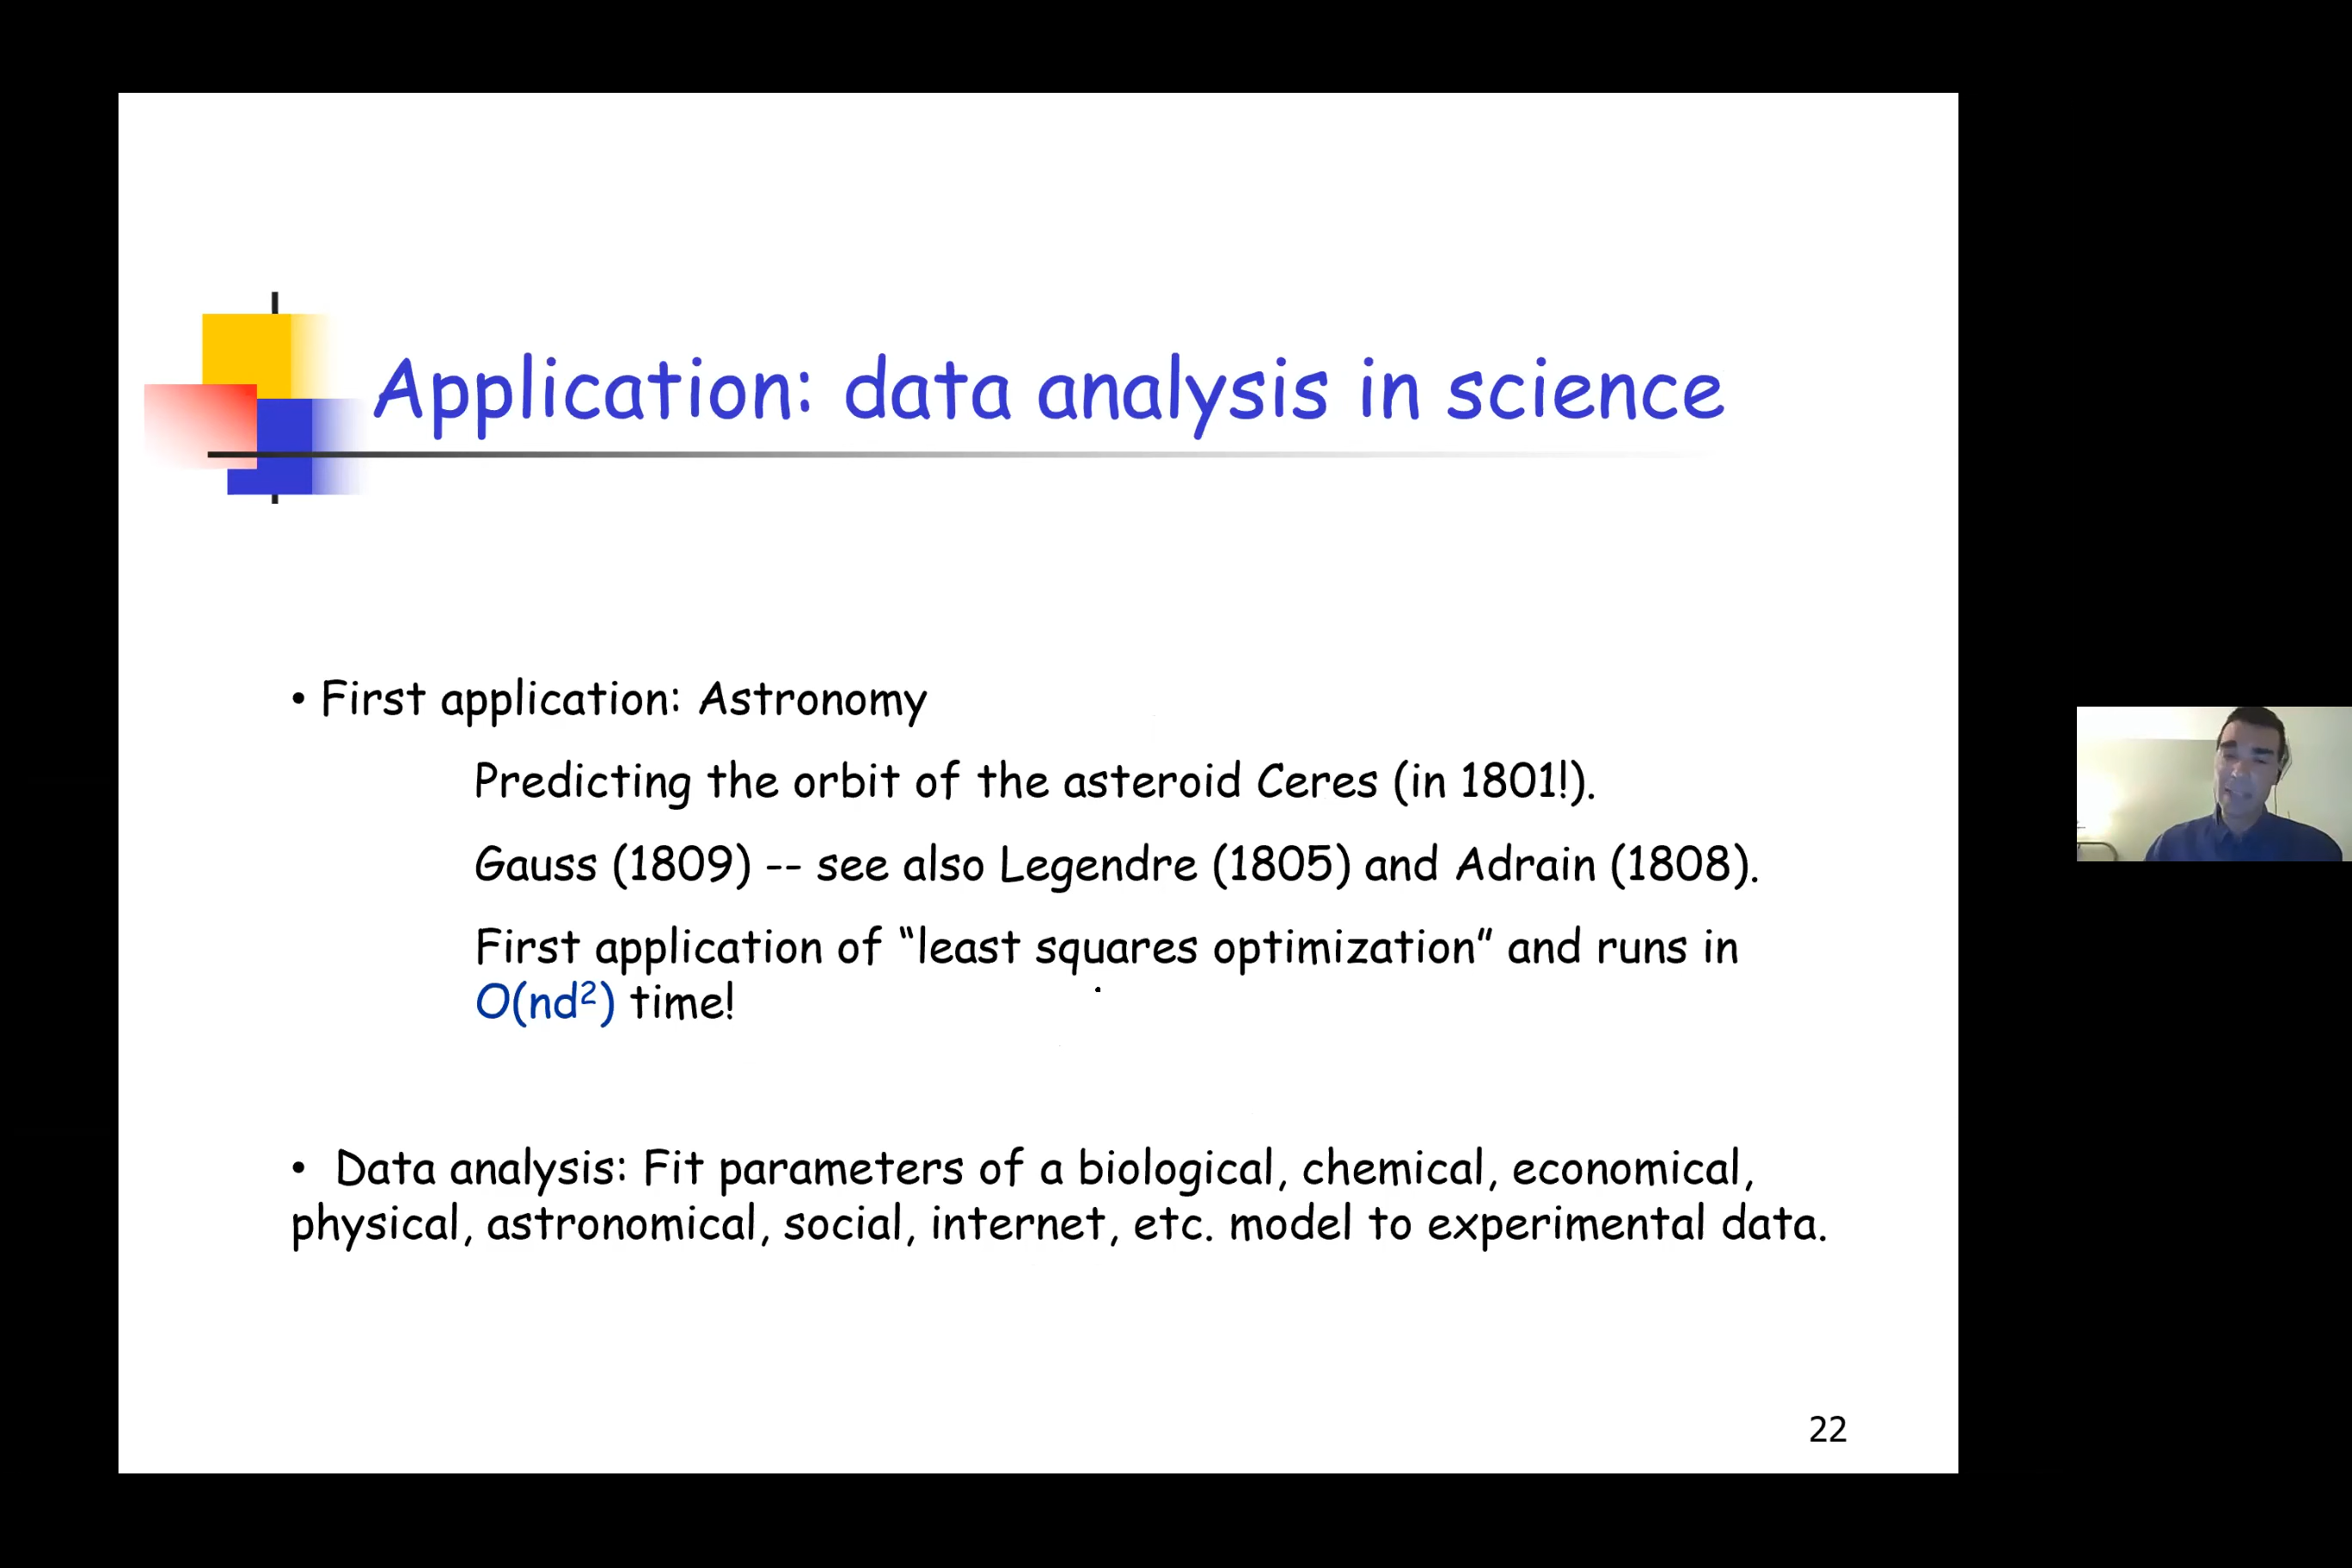 Application: data analysis in science
• First application: Astronomy
Predicting the orbit of the asteroid Ceres (in 1801!).
Gauss (1809) -- see also Legendre (1805) and Adrain (1808).
First application of “least squares optimization” and runs in
O(nd²) time!
• Data analysis: Fit parameters of a biological, chemical, economical,
physical, astronomical, social, internet, etc. model to experimental data.
22